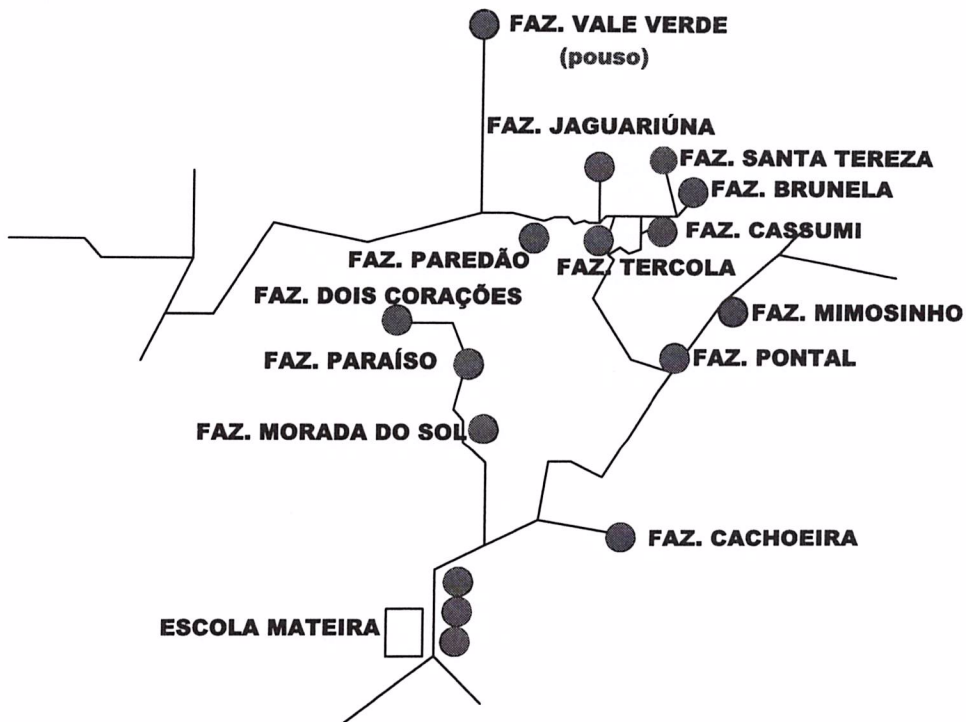 FAZ. VALE VERDE
(pouso)
FAZ. JAGUARIÚNA
FAZ. SANTA TEREZA
FAZ. BRUNELA
FAZ. CASSUMI
FAZ. PAREDÃO
FAZ. TERCOLA
FAZ. DOIS CORAÇÕES
FAZ. MIMOSINHO
FAZ. PARAÍSO
FAZ. PONTAL
FAZ. MORADA DO SOL
FAZ. CACHOEIRA
ESCOLA MATEIRA